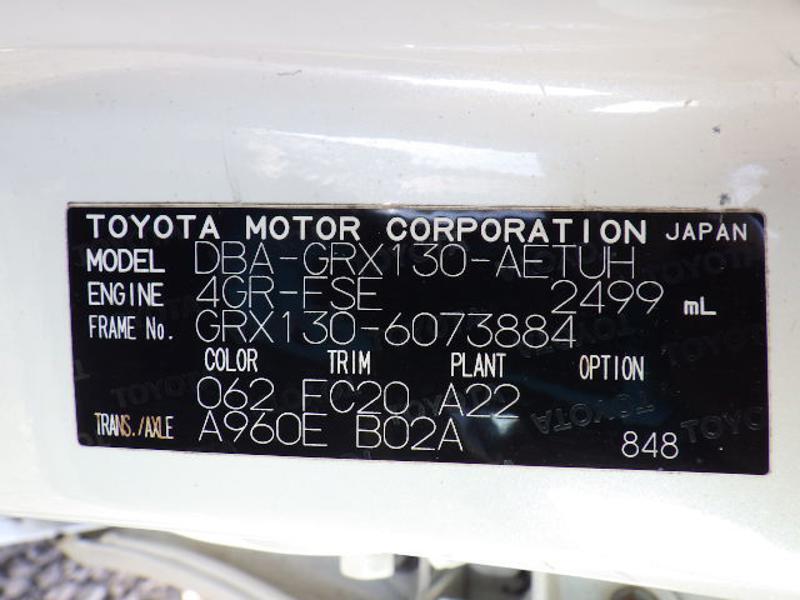 TOYOTA MOTOR CORPORATION JAPAN
MODEL DBA-GRX130-AETUH
ENGINE 4GR-FSE 2499 mL
FRAME No. GRX130-6073884
COLOR TRIM PLANT OPTION
062 FC20 A22
TRANS./AXLE A960E B02A 848